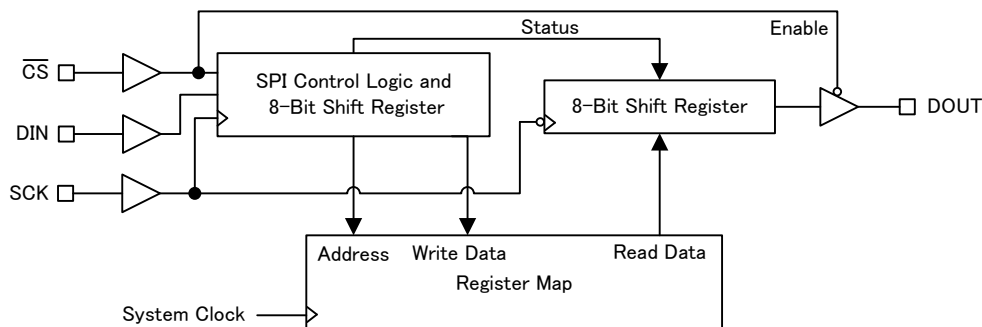 Status
Enable
C̅S̅
SPI Control Logic and
8-Bit Shift Register
8-Bit Shift Register
DOUT
DIN
SCK
Address
Write Data
Read Data
Register Map
System Clock